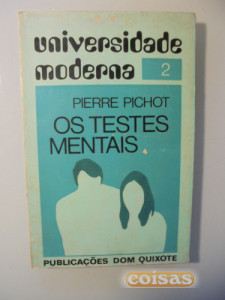 universidade
moderna 2
PIERRE PICHOT
OS TESTES
MENTAIS
PUBLICAÇÕES DOM QUIXOTE
coisas